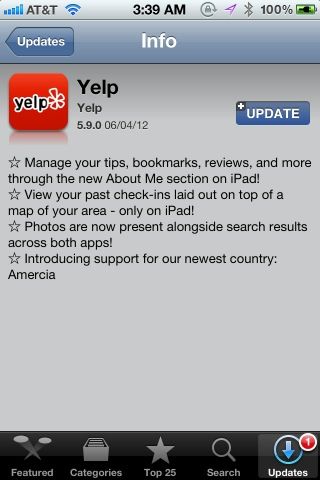 AT&T 3:39 AM 100%
Updates Info
yelp
Yelp
Yelp
5.9.0 06/04/12
UPDATE
☆ Manage your tips, bookmarks, reviews, and more
through the new About Me section on iPad!
☆ View your past check-ins laid out on top of a
map of your area - only on iPad!
☆ Photos are now present alongside search results
across both apps!
☆ Introducing support for our newest country:
Amercia
1
Featured Categories Top 25 Search Updates